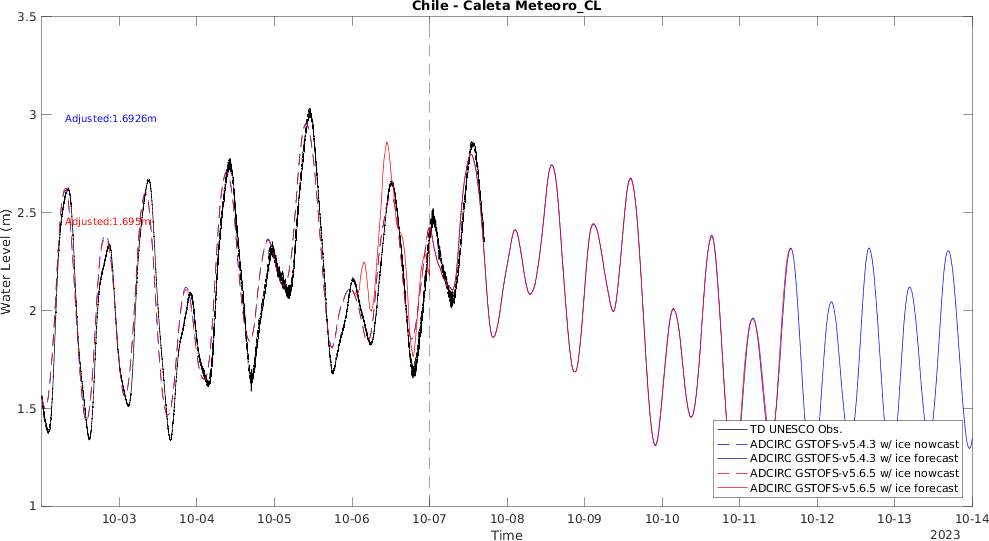 Chile - Caleta Meteoro_CL
3.5
3
2.5
2
1.5
1
Water Level (m)
Adjusted:1.6926m
Adjusted:1.695m
TD UNESCO Obs.
ADCIRC GSTOFS-v5.4.3 w/ ice nowcast
ADCIRC GSTOFS-v5.4.3 w/ ice forecast
ADCIRC GSTOFS-v5.6.5 w/ ice nowcast
ADCIRC GSTOFS-v5.6.5 w/ ice forecast
10-03 10-04 10-05 10-06 10-07 10-08 10-09 10-10 10-11 10-12 10-13 10-14
Time
2023